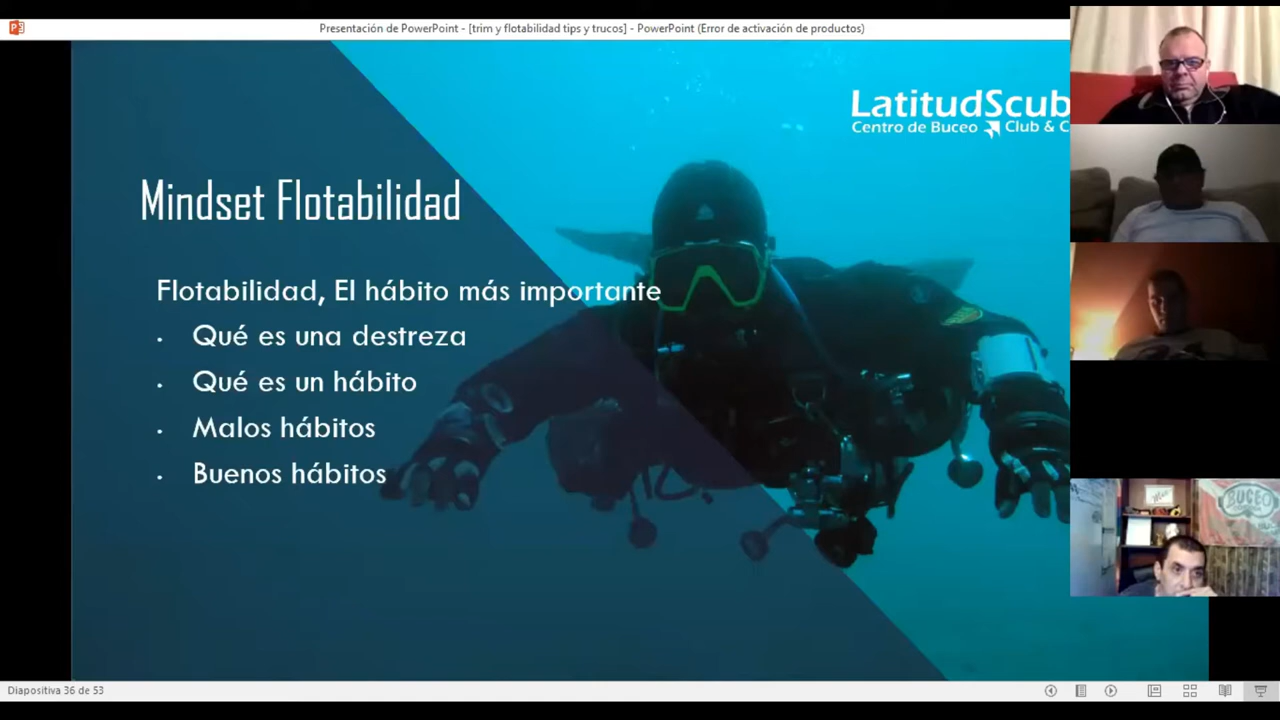 Presentación de PowerPoint - [trim y flotabilidad tips y trucos] - PowerPoint (Error de activación de productos)
LatitudScub
Centro de Buceo Club & C
Mindset Flotabilidad
Flotabilidad, El hábito más importante
• Qué es una destreza
• Qué es un hábito
• Malos hábitos
• Buenos hábitos
BUCEO
Diapositiva 36 de 53